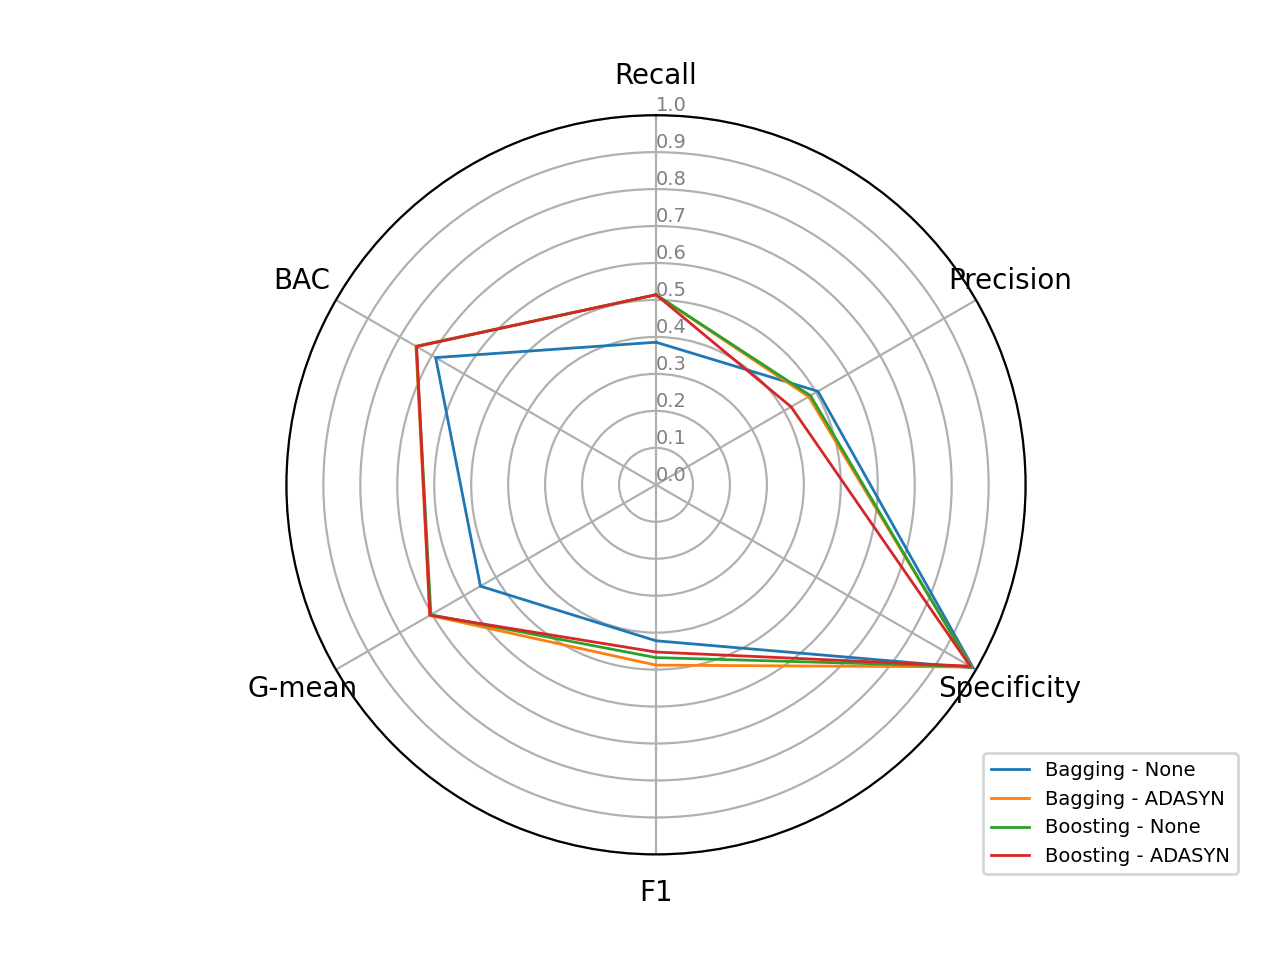 Recall
1.0
0.9
0.8
0.7
0.6
0.5
0.4
0.3
0.2
0.1
0.0
BAC
Precision
G-mean
Specificity
F1
Bagging - None
Bagging - ADASYN
Boosting - None
Boosting - ADASYN